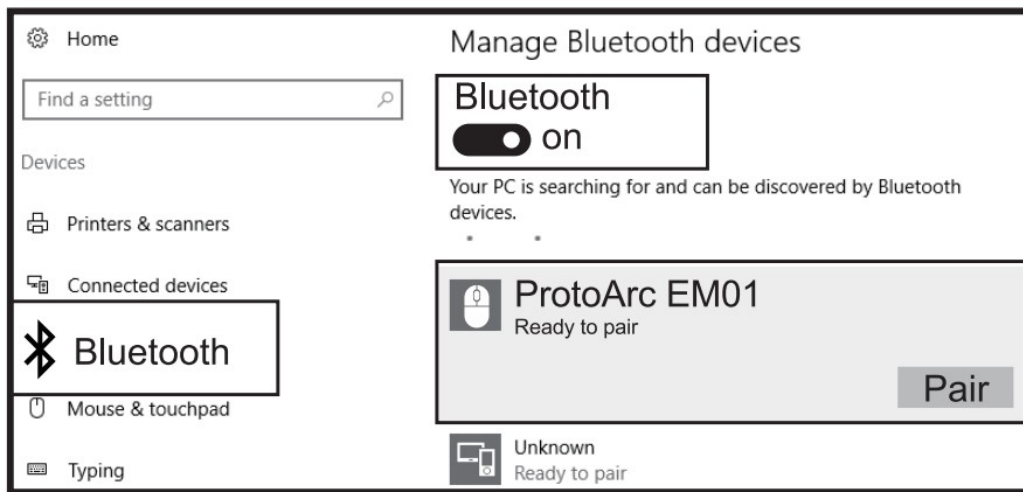 Home
Find a setting
Devices
Printers & scanners
Connected devices
Bluetooth
Mouse & touchpad
Typing
Manage Bluetooth devices
Bluetooth
on
Your PC is searching for and can be discovered by Bluetooth
devices.
ProtoArc EM01
Ready to pair
Pair
Unknown
Ready to pair